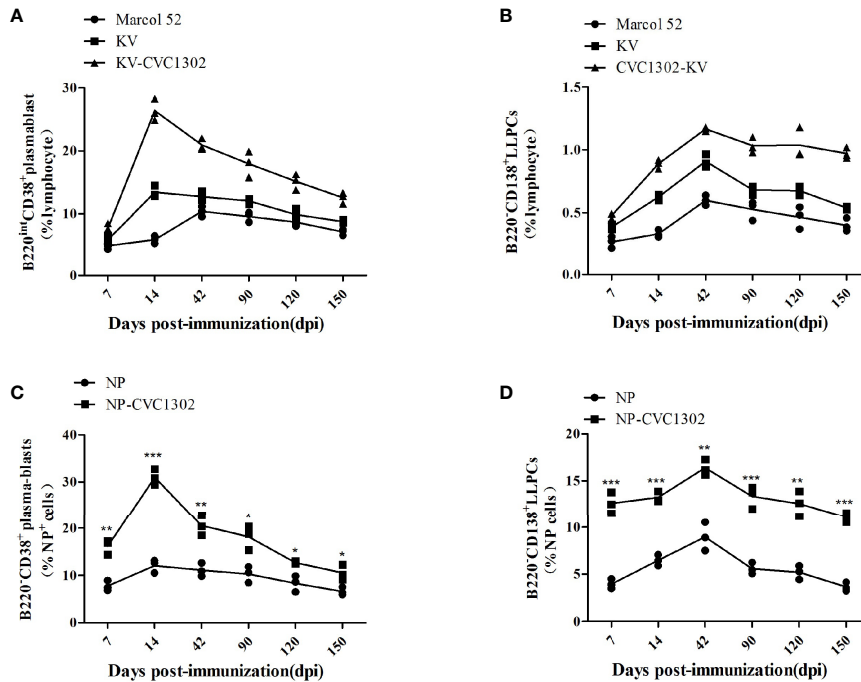 A
Marcol 52
KV
KV-CVC1302
B220intCD38+plasmablast
(% lymphocyte)
30
20
10
0
7
14
42
90
120
150
Days post-immunization(dpi)
B
Marcol 52
KV
CVC1302-KV
B220-CD138+LLPCs
(% lymphocyte)
1.5
1.0
0.5
0.0
7
14
42
90
120
150
Days post-immunization(dpi)
C
NP
NP-CVC1302
B220-CD38+plasma-blasts
(% NP+ cells)
40
30
20
10
0
**
***
**
*
*
*
7
14
42
90
120
150
Days post-immunization(dpi)
D
NP
NP-CVC1302
B220-CD138+LLPCs
(% NP cells)
20
15
10
5
0
***
***
**
***
**
***
7
14
42
90
120
150
Days post-immunization(dpi)